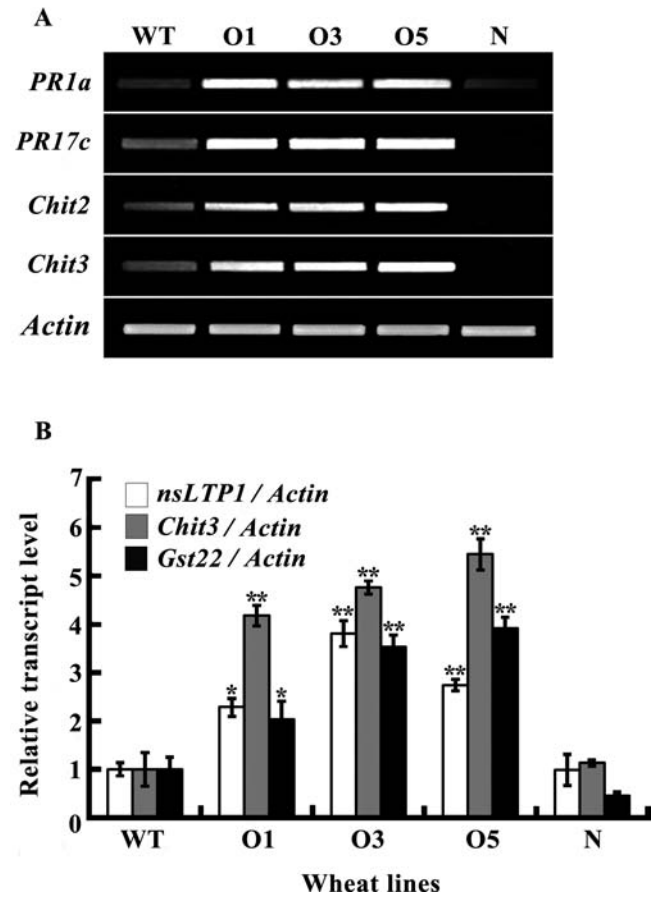 A
WT O1 O3 O5 N
PR1a
PR17c
Chit2
Chit3
Actin
B
7
6
5
4
3
2
1
0
Relative transcript level
nsLTP1 / Actin
Chit3 / Actin
Gst22 / Actin
* ** *
** ** **
** ** **
WT O1 O3 O5 N
Wheat lines